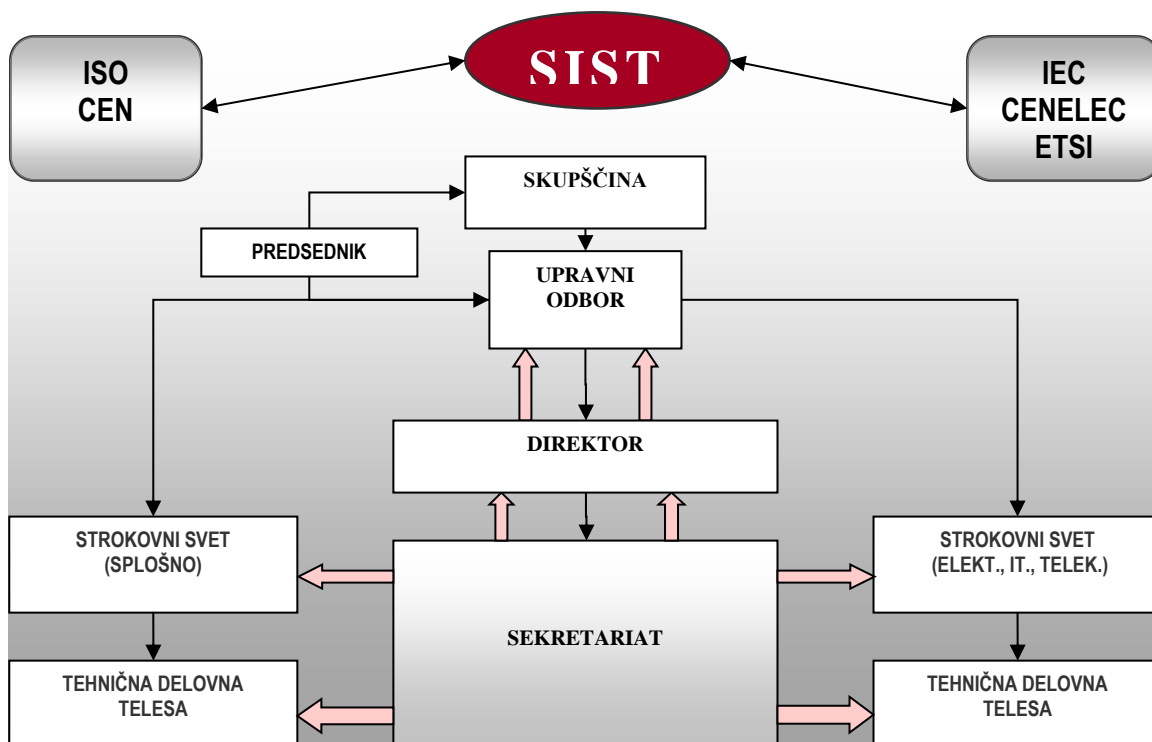 ISO
CEN
SIST
IEC
CENELEC
ETSI
SKUPŠČINA
PREDSEDNIK
UPRAVNI
ODBOR
DIREKTOR
STROKOVNI SVET
(SPLOŠNO)
STROKOVNI SVET
(ELEKT., IT., TELEK.)
SEKRETARIAT
TEHNIČNA DELOVNA
TELESA
TEHNIČNA DELOVNA
TELESA